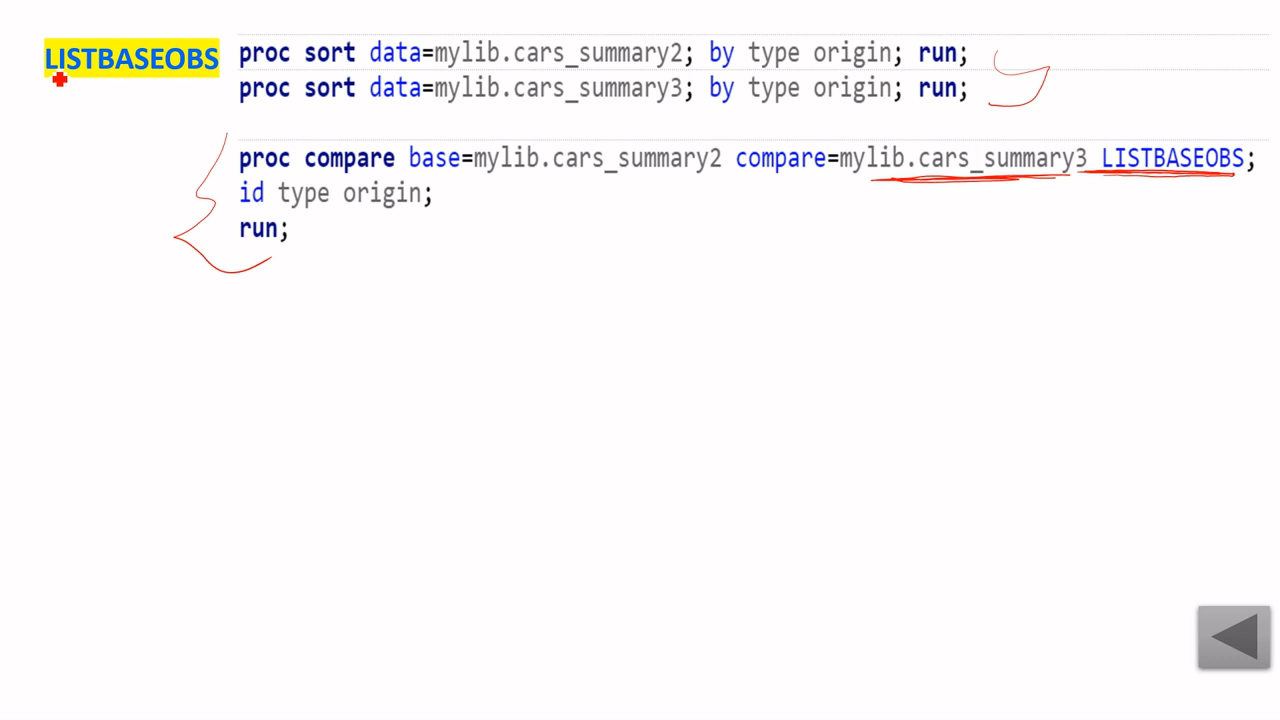 LISTBASEOBS
proc sort data=mylib.cars_summary2; by type origin; run;
proc sort data=mylib.cars_summary3; by type origin; run;
proc compare base=mylib.cars_summary2 compare=mylib.cars_summary3 LISTBASEOBS;
id type origin;
run;